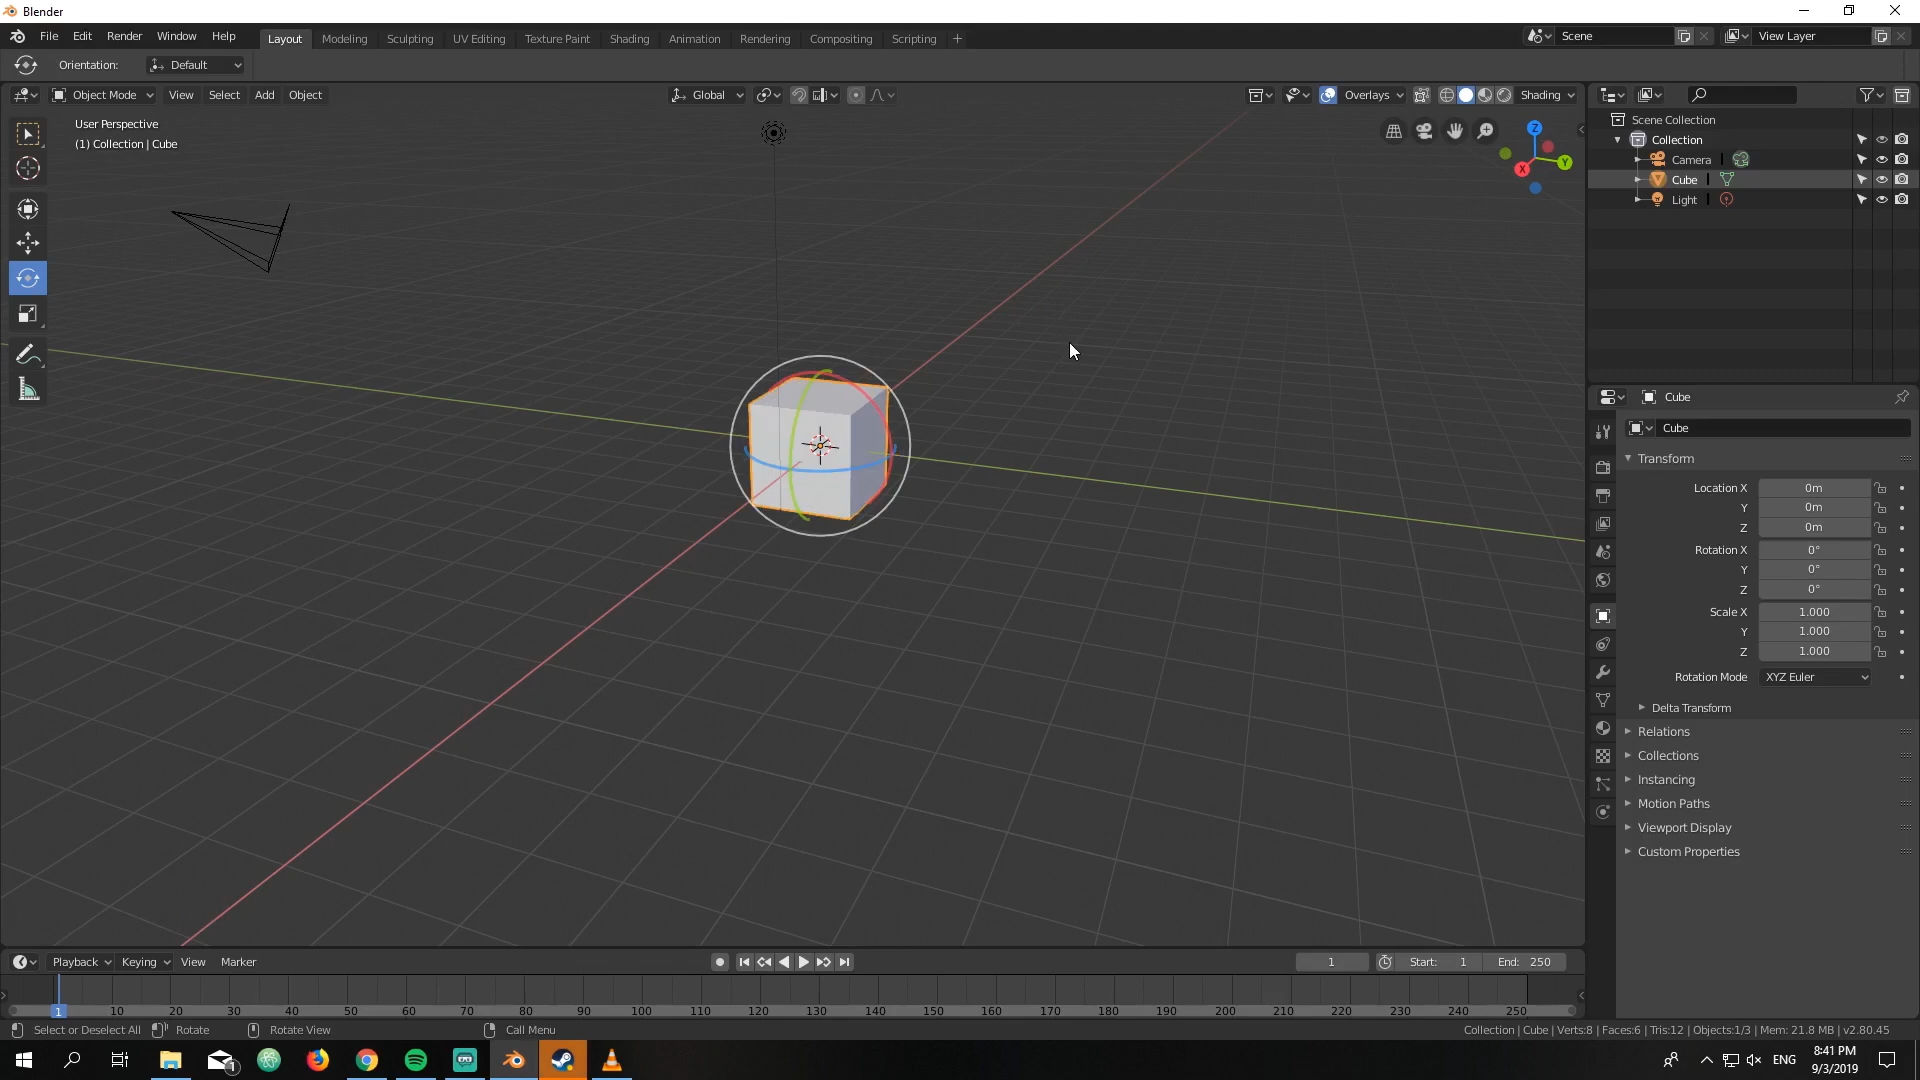 Blender
File Edit Render Window Help Layout Modeling Sculpting UV Editing Texture Paint Shading Animation Rendering Compositing Scripting + Scene View Layer
Orientation: Default
Object Mode View Select Add Object Global Overlays Shading
User Perspective
(1) Collection | Cube
Z
Y
X
Scene Collection
Collection
Camera
Cube
Light
Cube
Cube
Transform
Location X 0m
Y 0m
Z 0m
Rotation X 0°
Y 0°
Z 0°
Scale X 1.000
Y 1.000
Z 1.000
Rotation Mode XYZ Euler
Delta Transform
Relations
Collections
Instancing
Motion Paths
Viewport Display
Custom Properties
Playback Keying View Marker 1 Start: 1 End: 250
1 10 20 30 40 50 60 70 80 90 100 110 120 130 140 150 160 170 180 190 200 210 220 230 240 250
Select or Deselect All Rotate Rotate View Call Menu Collection | Cube | Verts:8 | Faces:6 | Tris:12 | Objects:1/3 | Mem: 21.8 MB | v2.80.45
1 ENG 8:41 PM
9/3/2019